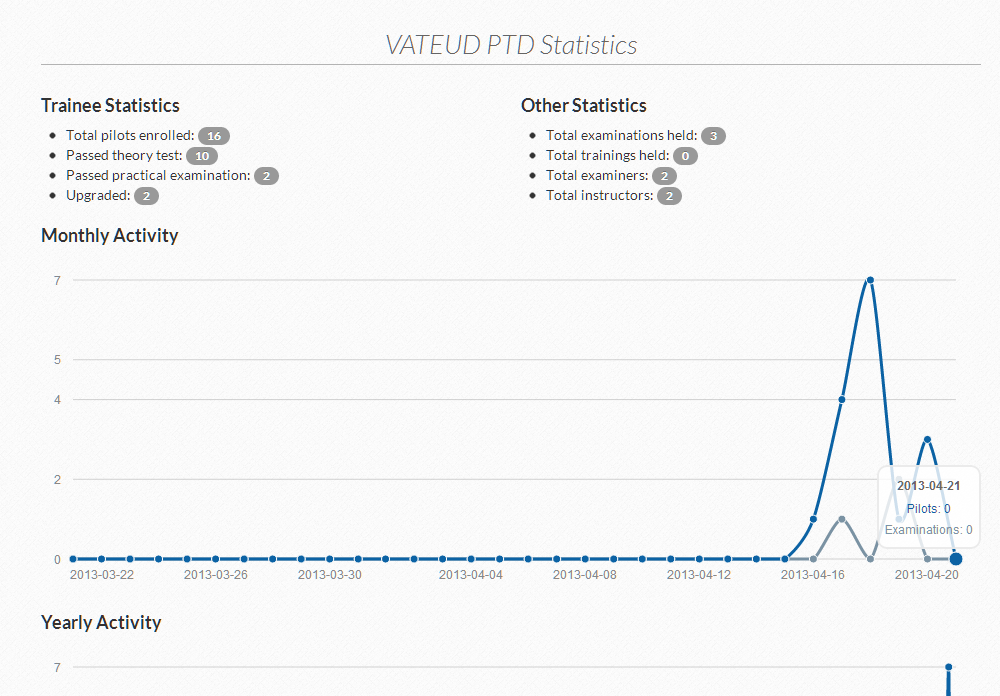 VATEUD PTD Statistics
Trainee Statistics
Total pilots enrolled: 16
Passed theory test: 10
Passed practical examination: 2
Upgraded: 2
Other Statistics
Total examinations held: 3
Total trainings held: 0
Total examiners: 2
Total instructors: 2
Monthly Activity
7
5
4
2
0
2013-04-21
Pilots: 0
Examinations: 0
2013-03-22 2013-03-26 2013-03-30 2013-04-04 2013-04-08 2013-04-12 2013-04-16 2013-04-20
Yearly Activity
7